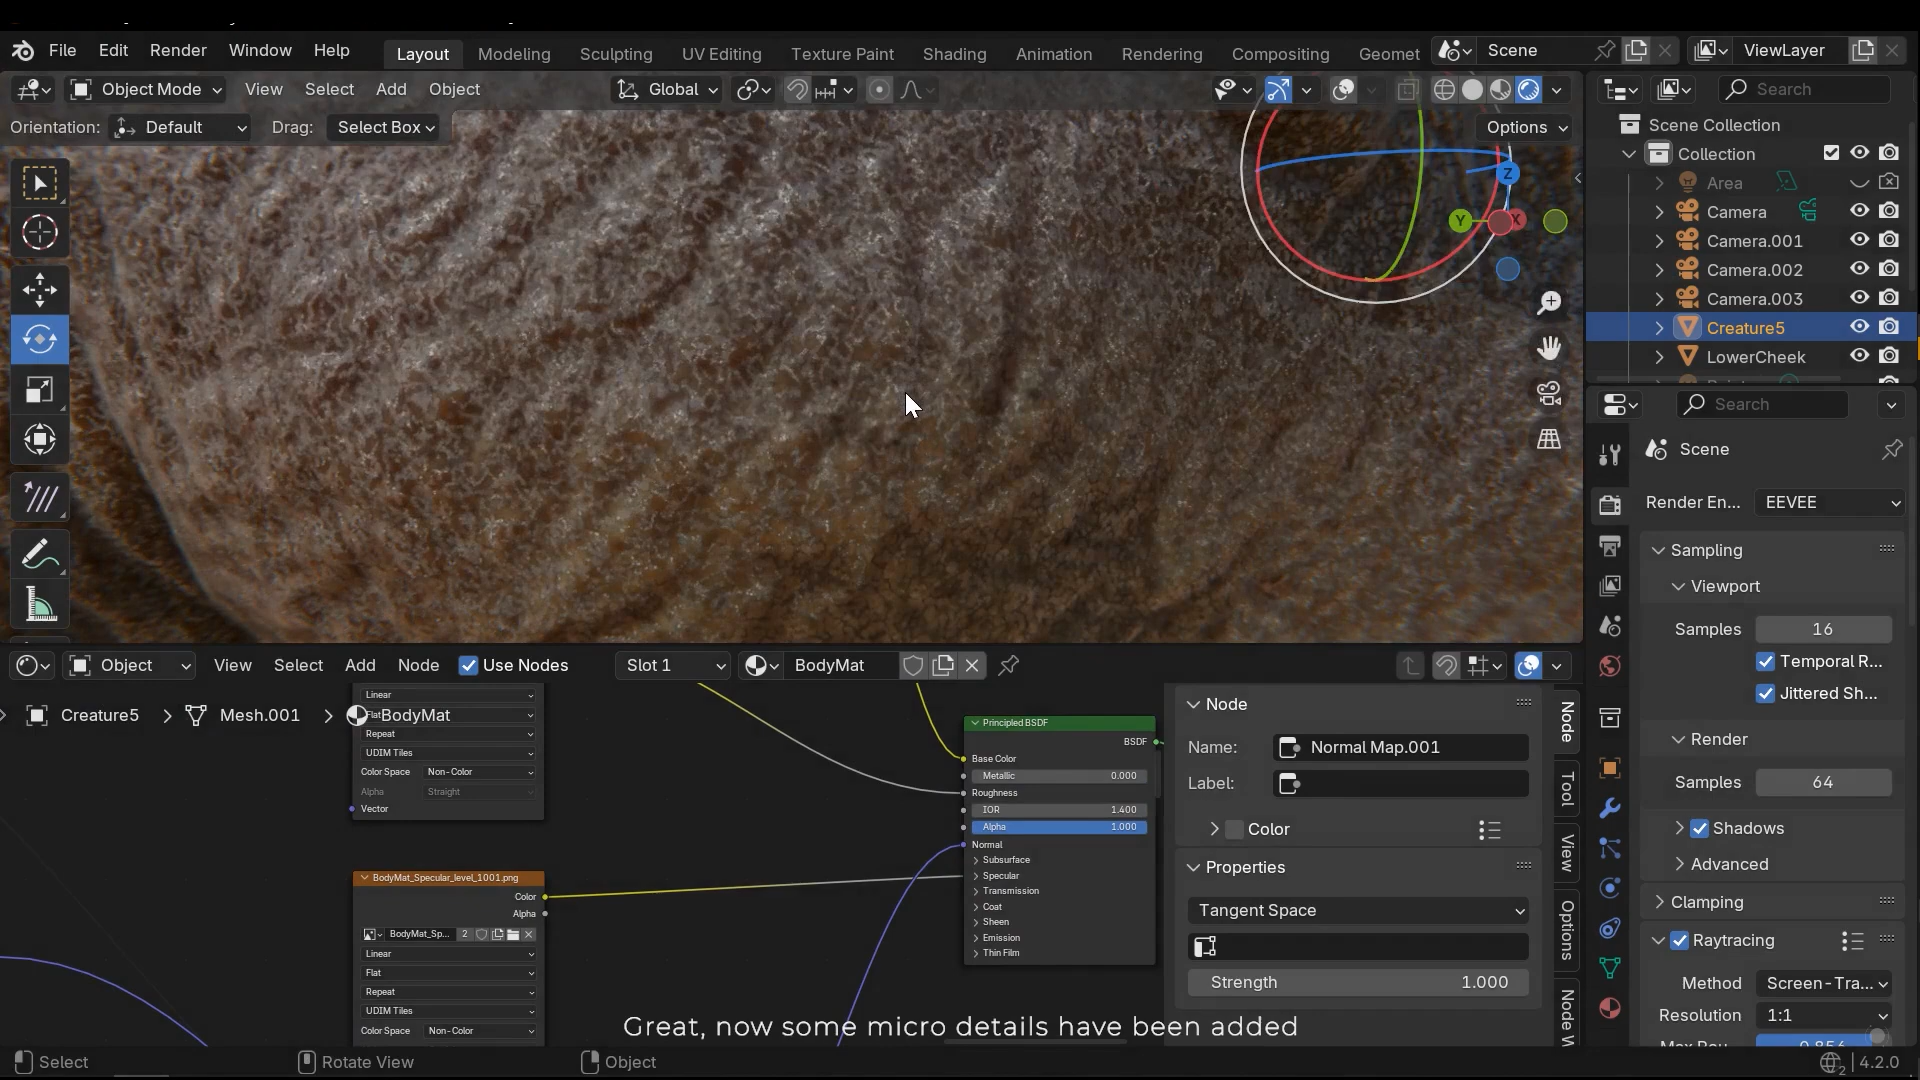 File Edit Render Window Help
Layout Modeling Sculpting UV Editing Texture Paint Shading Animation Rendering Compositing Geomet
Scene
ViewLayer
Object Mode View Select Add Object
Global
Search
Orientation: Default Drag: Select Box
Options
Z
Y
X
Scene Collection
Collection
Area
Camera
Camera.001
Camera.002
Camera.003
Creature5
LowerCheek
Search
Scene
Render En... EEVEE
Sampling
Viewport
Samples 16
Temporal R...
Jittered Sh...
Render
Samples 64
Shadows
Advanced
Clamping
Raytracing
Method Screen-Tra...
Resolution 1:1
Object View Select Add Node Use Nodes Slot 1 BodyMat
Creature5 > Mesh.001 > BodyMat
Linear
Flat
Repeat
UDIM Tiles
Color Space Non-Color
Alpha Straight
Vector
BodyMat_Specular_level_1001.png
Color
Alpha
BodyMat_Sp... 2
Linear
Flat
Repeat
UDIM Tiles
Color Space Non-Color
Principled BSDF
BSDF
Base Color
Metallic 0.000
Roughness
IOR 1.400
Alpha 1.000
Normal
Subsurface
Specular
Transmission
Coat
Sheen
Emission
Thin Film
Node
Name: Normal Map.001
Label:
Color
Properties
Tangent Space
Strength 1.000
Node
Tool
View
Options
Node W
Great, now some micro details have been added
Select Rotate View Object
2 4.2.0